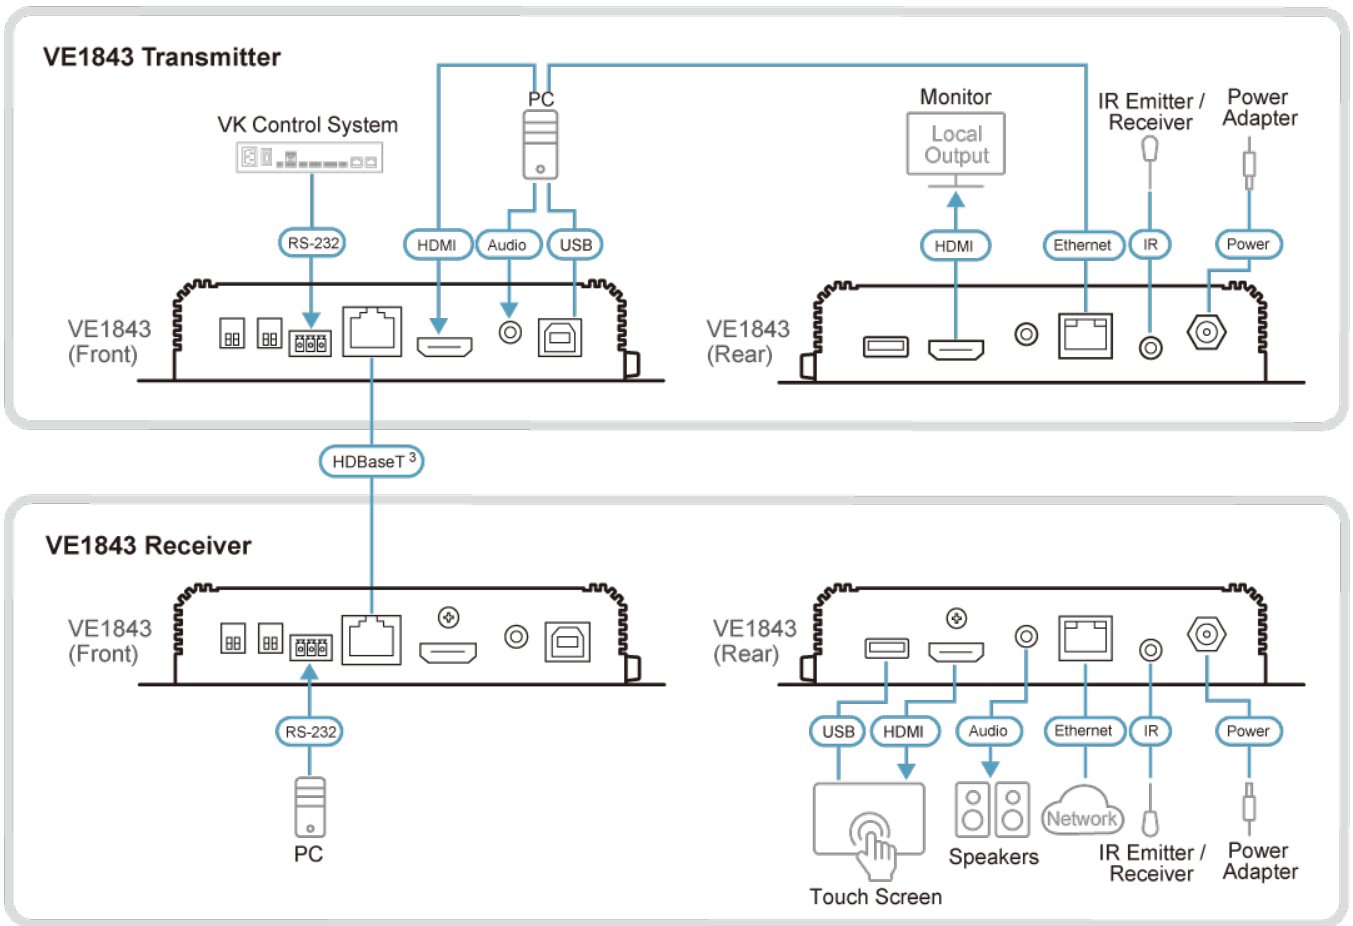 VE1843 Transmitter
PC
Monitor
IR Emitter /
Receiver
Power
Adapter
VK Control System
Local
Output
RS-232
HDMI
Audio
USB
HDMI
Ethernet
IR
Power
VE1843
(Front)
VE1843
(Rear)
HDBaseT 3
VE1843 Receiver
VE1843
(Front)
VE1843
(Rear)
RS-232
USB
HDMI
Audio
Ethernet
IR
Power
PC
Network
Touch Screen
Speakers
IR Emitter /
Receiver
Power
Adapter